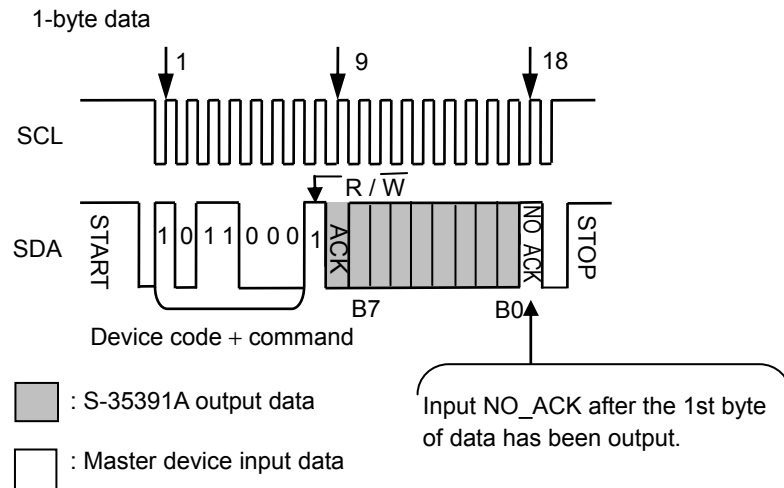 1-byte data
1 9 18
SCL
R / W
SDA START 1 0 1 1 0 0 0 1 ACK NO_ACK STOP
B7 B0
Device code + command
: S-35391A output data
Input NO_ACK after the 1st byte
of data has been output.
: Master device input data